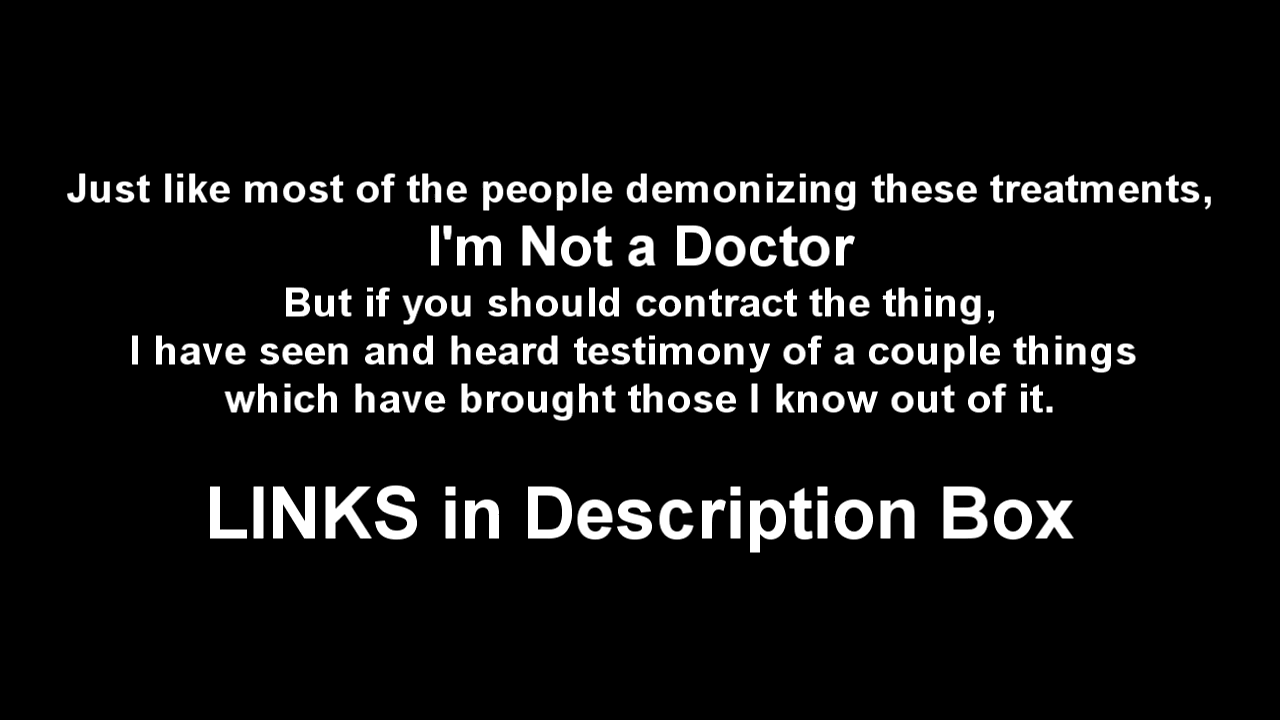 Just like most of the people demonizing these treatments,
I'm Not a Doctor
But if you should contract the thing,
I have seen and heard testimony of a couple things
which have brought those I know out of it.
LINKS in Description Box